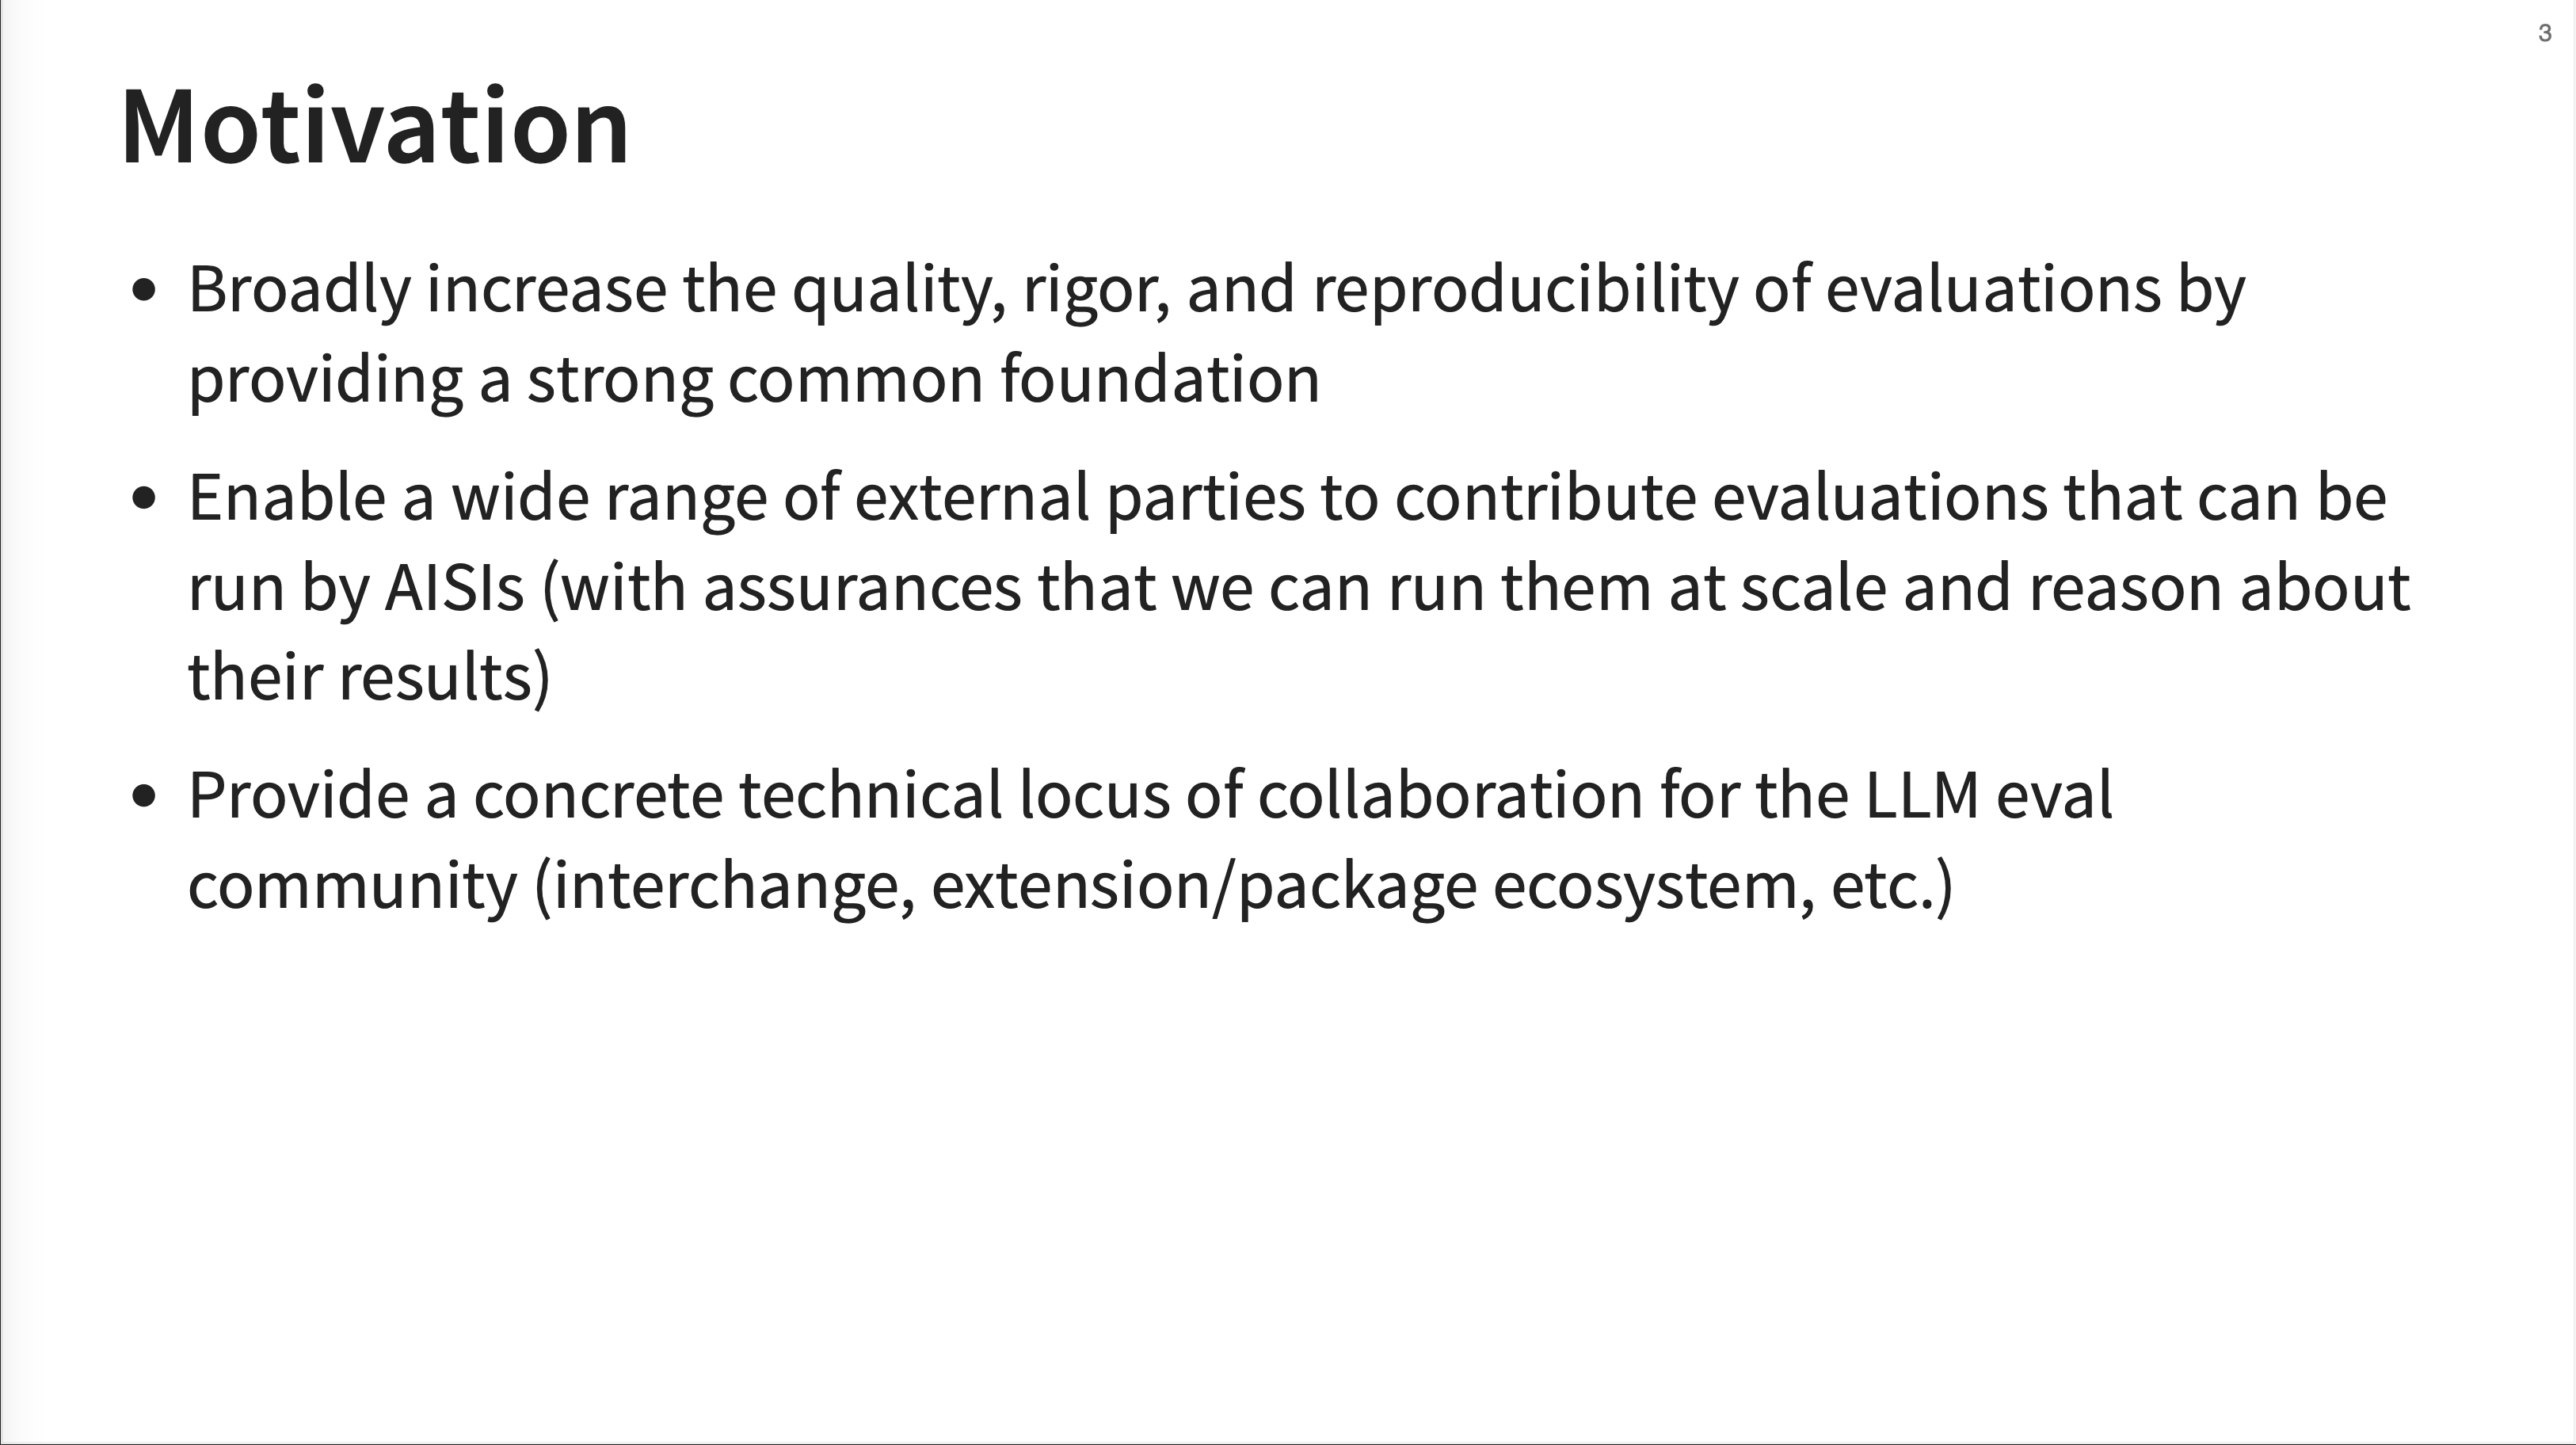 3
Motivation
• Broadly increase the quality, rigor, and reproducibility of evaluations by
providing a strong common foundation
• Enable a wide range of external parties to contribute evaluations that can be
run by AISIs (with assurances that we can run them at scale and reason about
their results)
• Provide a concrete technical locus of collaboration for the LLM eval
community (interchange, extension/package ecosystem, etc.)